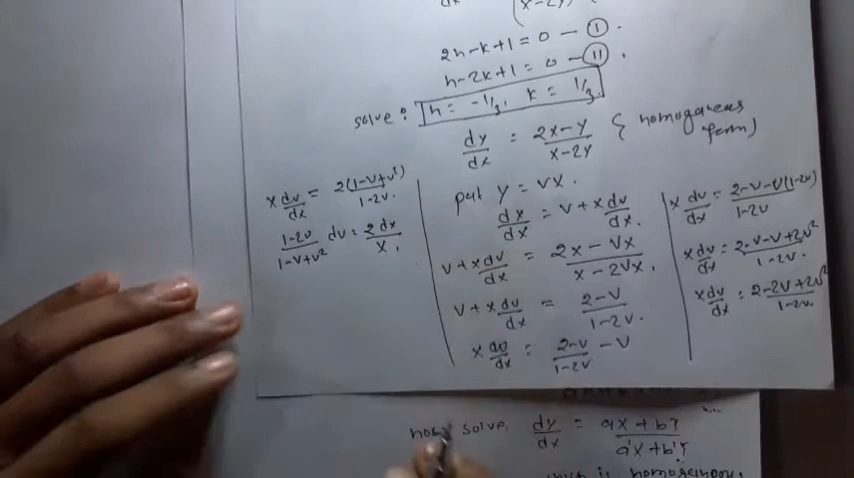 2h-k+1=0 - (I).
h-2k+1=0 - (II).
solve: h = -1/3, k = 1/3.
dy/dx = 2X-Y/X-2Y { homogeneous form)
put Y = VX.
dx/dx = V+X dv/dx.
V+X dv/dx = 2X-VX/X-2VX.
V+X dv/dx = 2-V/1-2V.
X dv/dx = 2-V/1-2V - V
X dv/dx = 2-V-V(1-2V)/1-2V
X dv/dx = 2-V-V+2V²/1-2V.
X dv/dx = 2-2V+2V²/1-2V.
X dv/dx = 2(1-V+V²)/1-2V.
1-2V/1-V+V² dv = 2dx/X,
now solve, dy/dx = aX+bY/a'X+b'Y
which is homogeneous.